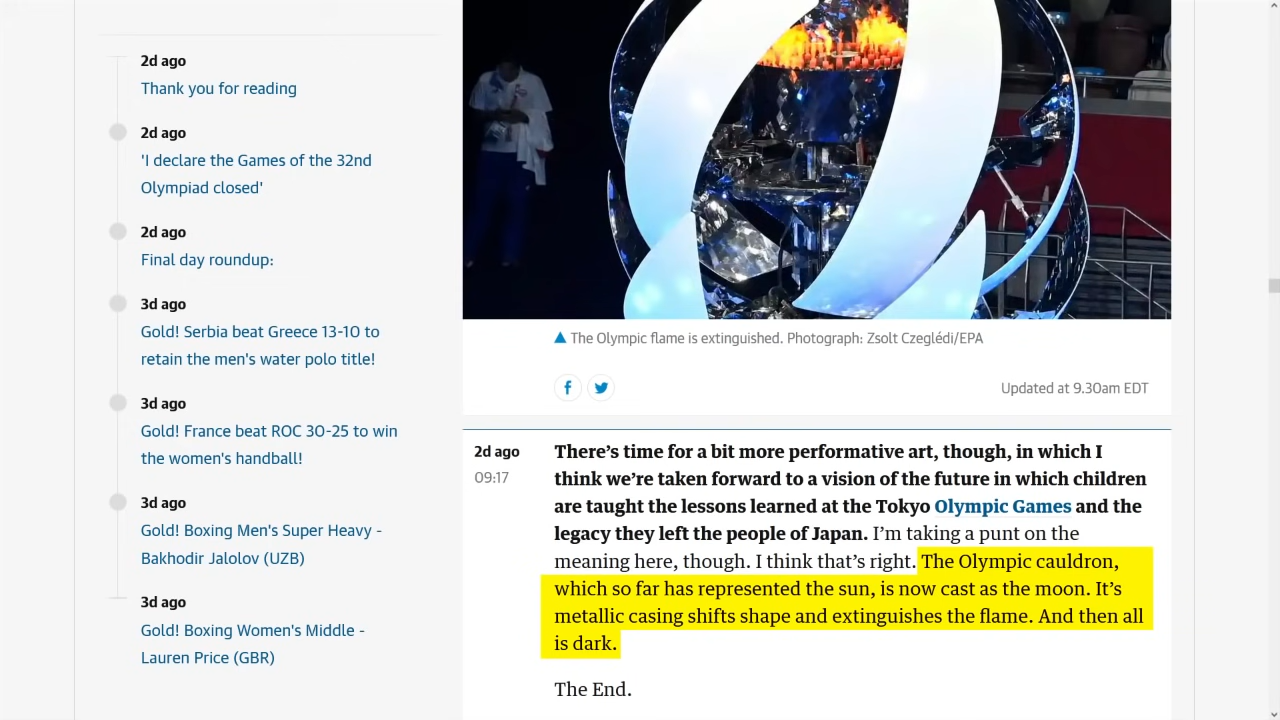 2d ago
Thank you for reading
2d ago
'I declare the Games of the 32nd
Olympiad closed'
2d ago
Final day roundup:
3d ago
Gold! Serbia beat Greece 13-10 to
retain the men's water polo title!
3d ago
Gold! France beat ROC 30-25 to win
the women's handball!
3d ago
Gold! Boxing Men's Super Heavy -
Bakhodir Jalolov (UZB)
3d ago
Gold! Boxing Women's Middle -
Lauren Price (GBR)
The Olympic flame is extinguished. Photograph: Zsolt Czeglédi/EPA
Updated at 9.30am EDT
2d ago
09:17
There’s time for a bit more performative art, though, in which I
think we’re taken forward to a vision of the future in which children
are taught the lessons learned at the Tokyo Olympic Games and the
legacy they left the people of Japan. I’m taking a punt on the
meaning here, though. I think that’s right. The Olympic cauldron,
which so far has represented the sun, is now cast as the moon. It’s
metallic casing shifts shape and extinguishes the flame. And then all
is dark.
The End.